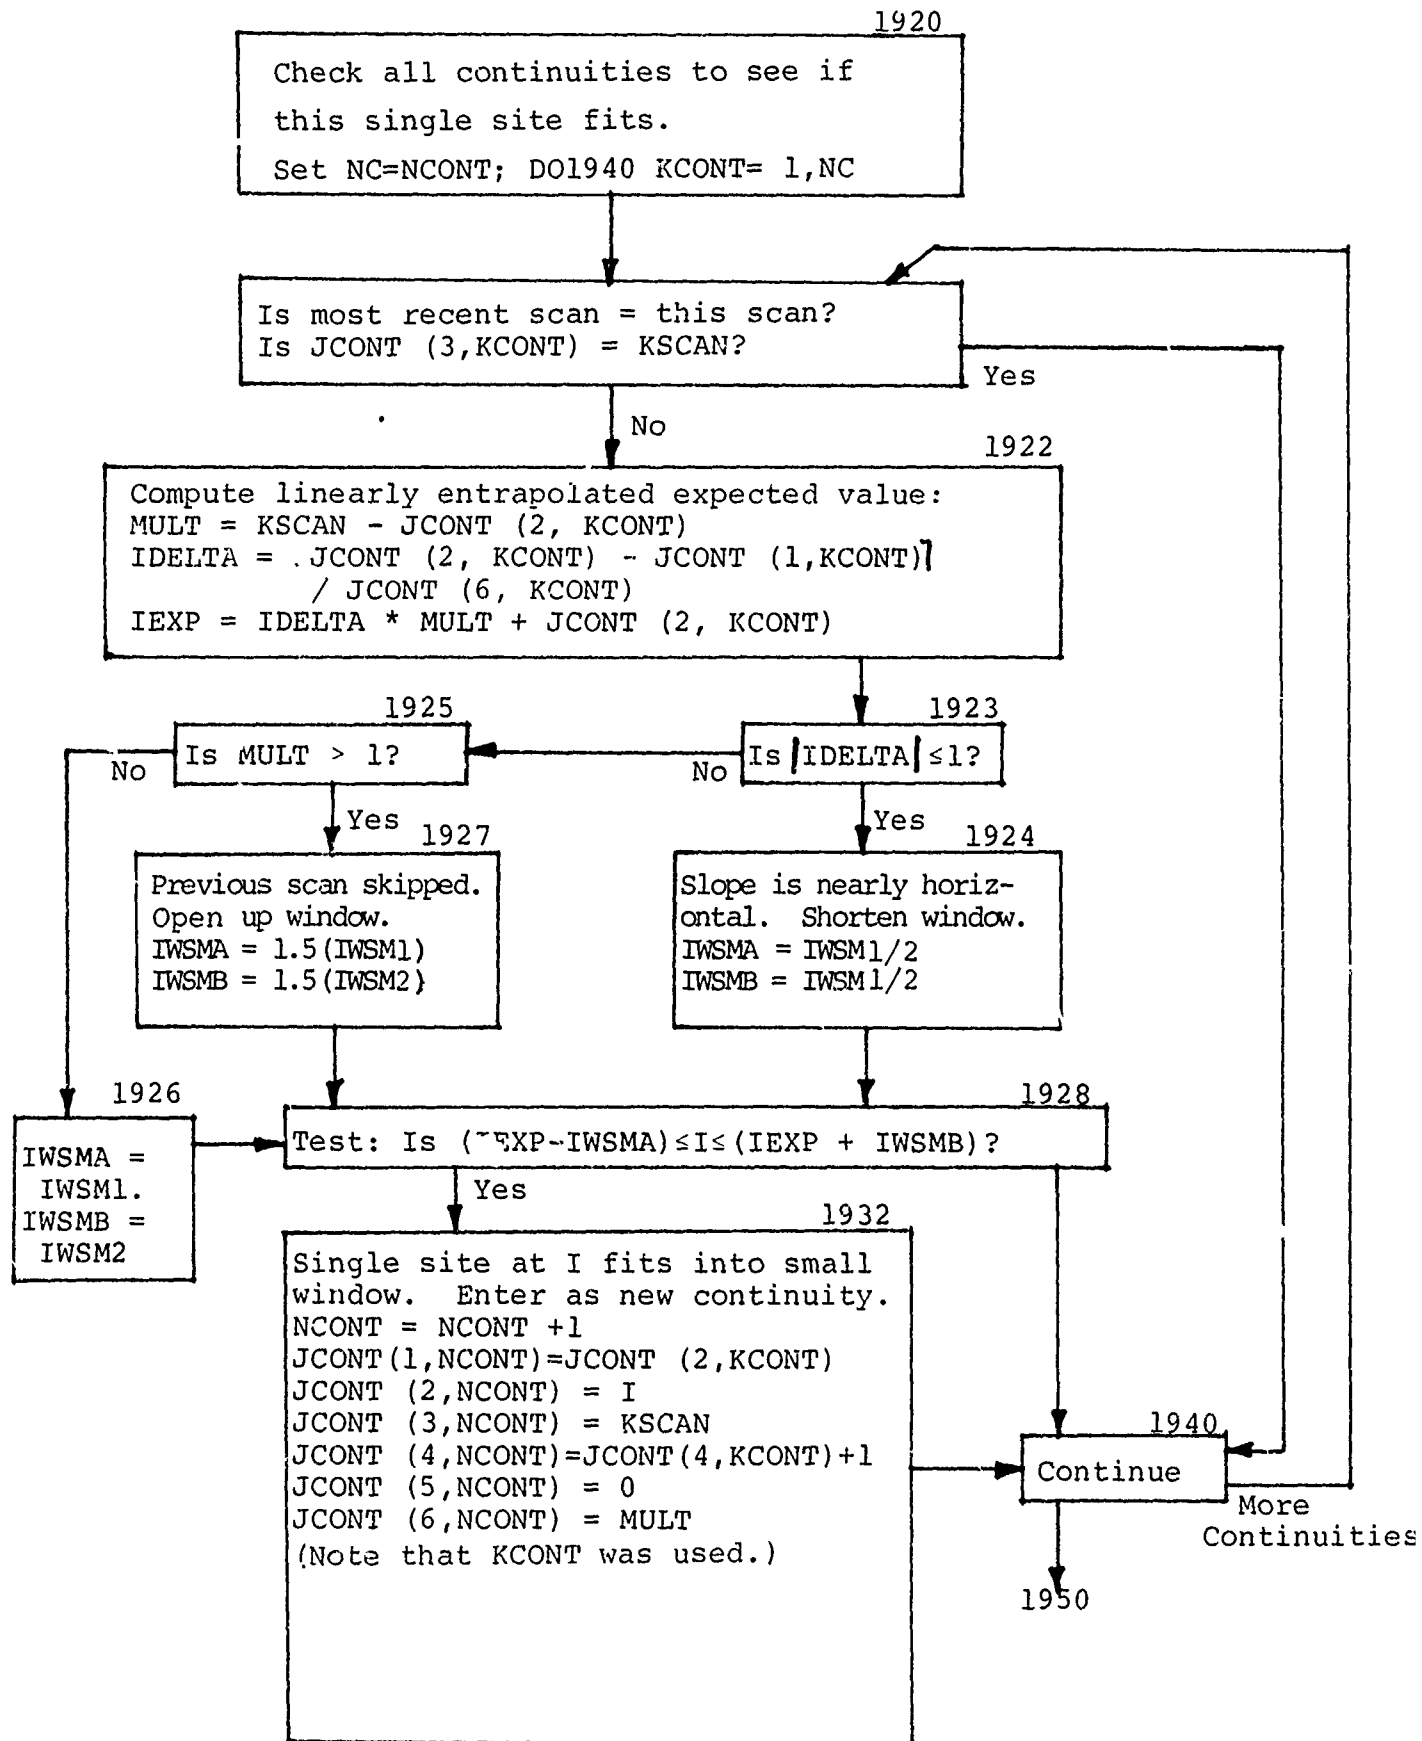 1920
Check all continuities to see if
this single site fits.
Set NC=NCONT; DO1940 KCONT= 1,NC
Is most recent scan = this scan?
Is JCONT (3,KCONT) = KSCAN?
Yes
No
1922
Compute linearly entrapolated expected value:
MULT = KSCAN - JCONT (2, KCONT)
IDELTA = . JCONT (2, KCONT) - JCONT (1,KCONT)]
/ JCONT (6, KCONT)
IEXP = IDELTA * MULT + JCONT (2, KCONT)
1925
Is MULT > 1?
No
Yes
1923
Is |IDELTA| ≤1?
No
Yes
1927
Previous scan skipped.
Open up window.
IWSMA = 1.5(IWSM1)
IWSMB = 1.5(IWSM2)
1924
Slope is nearly horiz-
ontal. Shorten window.
IWSMA = IWSM1/2
IWSMB = IWSM1/2
1926
IWSMA =
IWSM1.
IWSMB =
IWSM2
1928
Test: Is (IEXP-IWSMA)≤I≤(IEXP + IWSMB)?
Yes
1932
Single site at I fits into small
window. Enter as new continuity.
NCONT = NCONT +1
JCONT(1,NCONT)=JCONT (2,KCONT)
JCONT (2,NCONT) = I
JCONT (3,NCONT) = KSCAN
JCONT (4,NCONT)=JCONT(4,KCONT)+1
JCONT (5,NCONT) = 0
JCONT (6,NCONT) = MULT
(Note that KCONT was used.)
1940
Continue
More
Continuities
1950